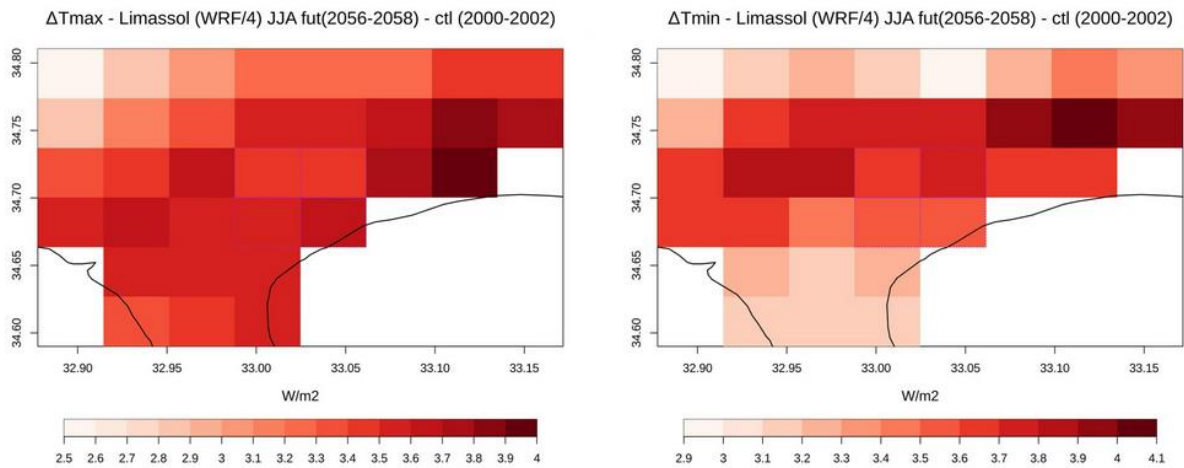 ΔTmax - Limassol (WRF/4) JJA fut(2056-2058) - ctl (2000-2002)
34.80
34.75
34.70
34.65
34.60
32.90 32.95 33.00 33.05 33.10 33.15
W/m2
2.5 2.6 2.7 2.8 2.9 3 3.1 3.2 3.3 3.4 3.5 3.6 3.7 3.8 3.9 4
ΔTmin - Limassol (WRF/4) JJA fut(2056-2058) - ctl (2000-2002)
34.80
34.75
34.70
34.65
34.60
32.90 32.95 33.00 33.05 33.10 33.15
W/m2
2.9 3 3.1 3.2 3.3 3.4 3.5 3.6 3.7 3.8 3.9 4 4.1